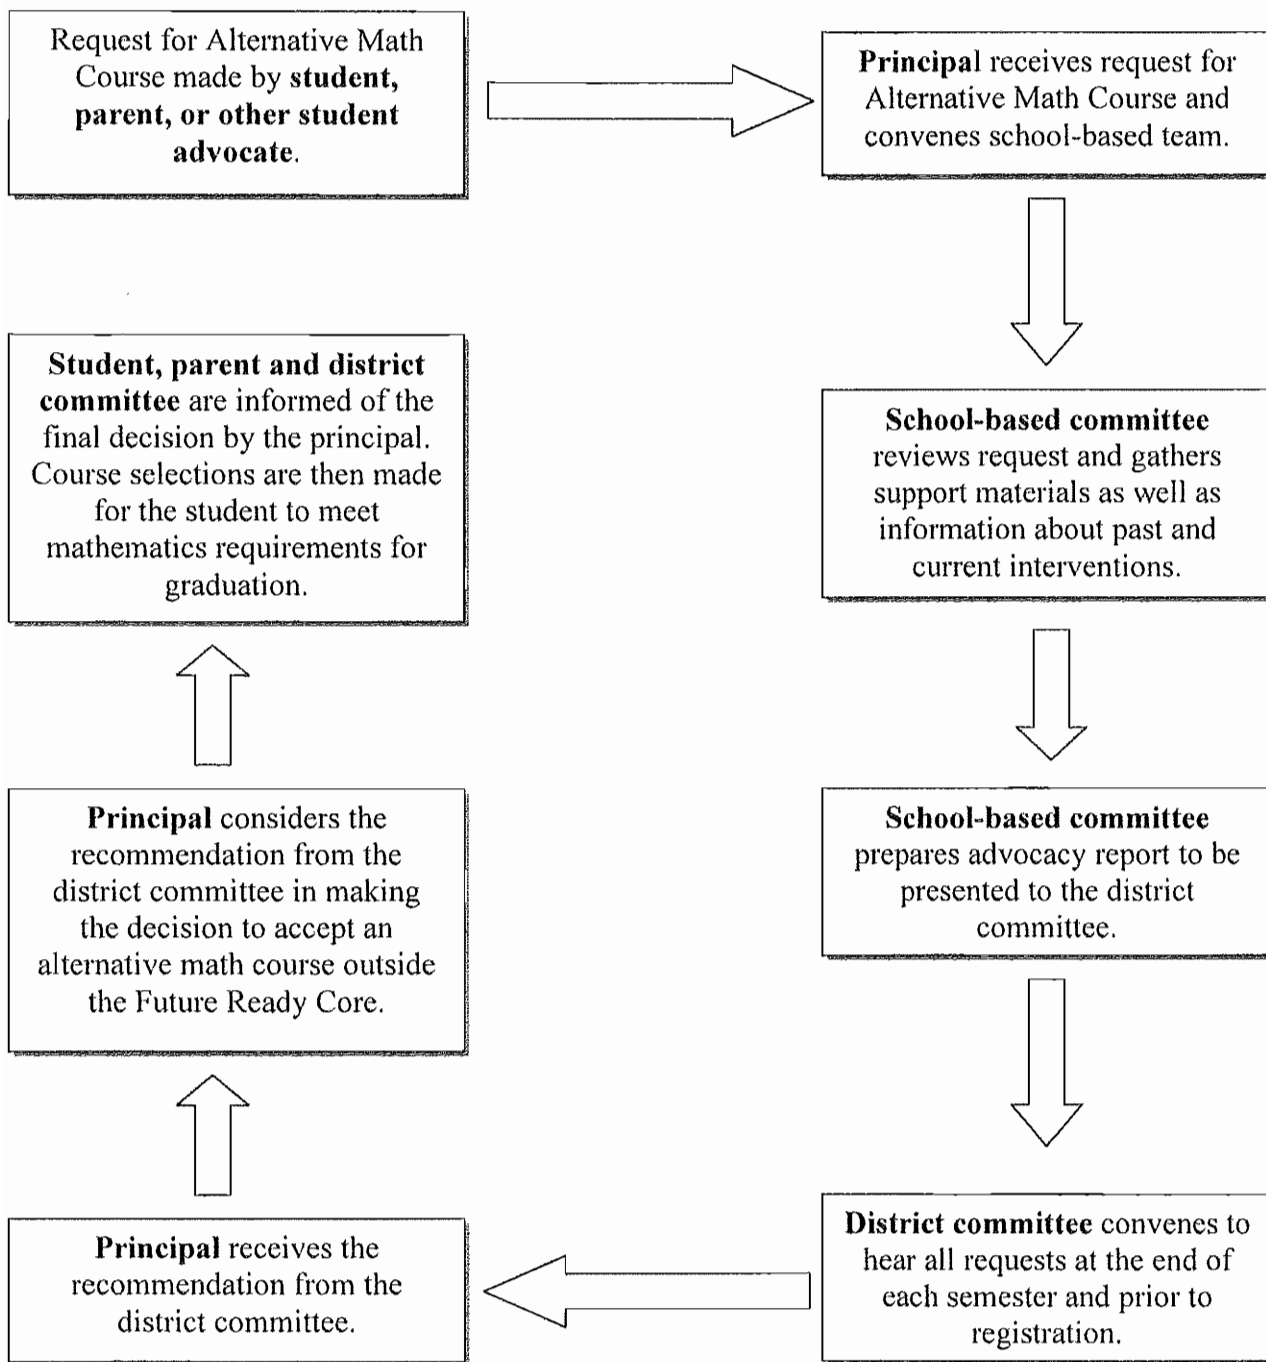 Request for Alternative Math
Course made by student,
parent, or other student
advocate.
Principal receives request for
Alternative Math Course and
convenes school-based team.
School-based committee
reviews request and gathers
support materials as well as
information about past and
current interventions.
School-based committee
prepares advocacy report to be
presented to the district
committee.
District committee convenes to
hear all requests at the end of
each semester and prior to
registration.
Principal receives the
recommendation from the
district committee.
Principal considers the
recommendation from the
district committee in making
the decision to accept an
alternative math course outside
the Future Ready Core.
Student, parent and district
committee are informed of the
final decision by the principal.
Course selections are then made
for the student to meet
mathematics requirements for
graduation.